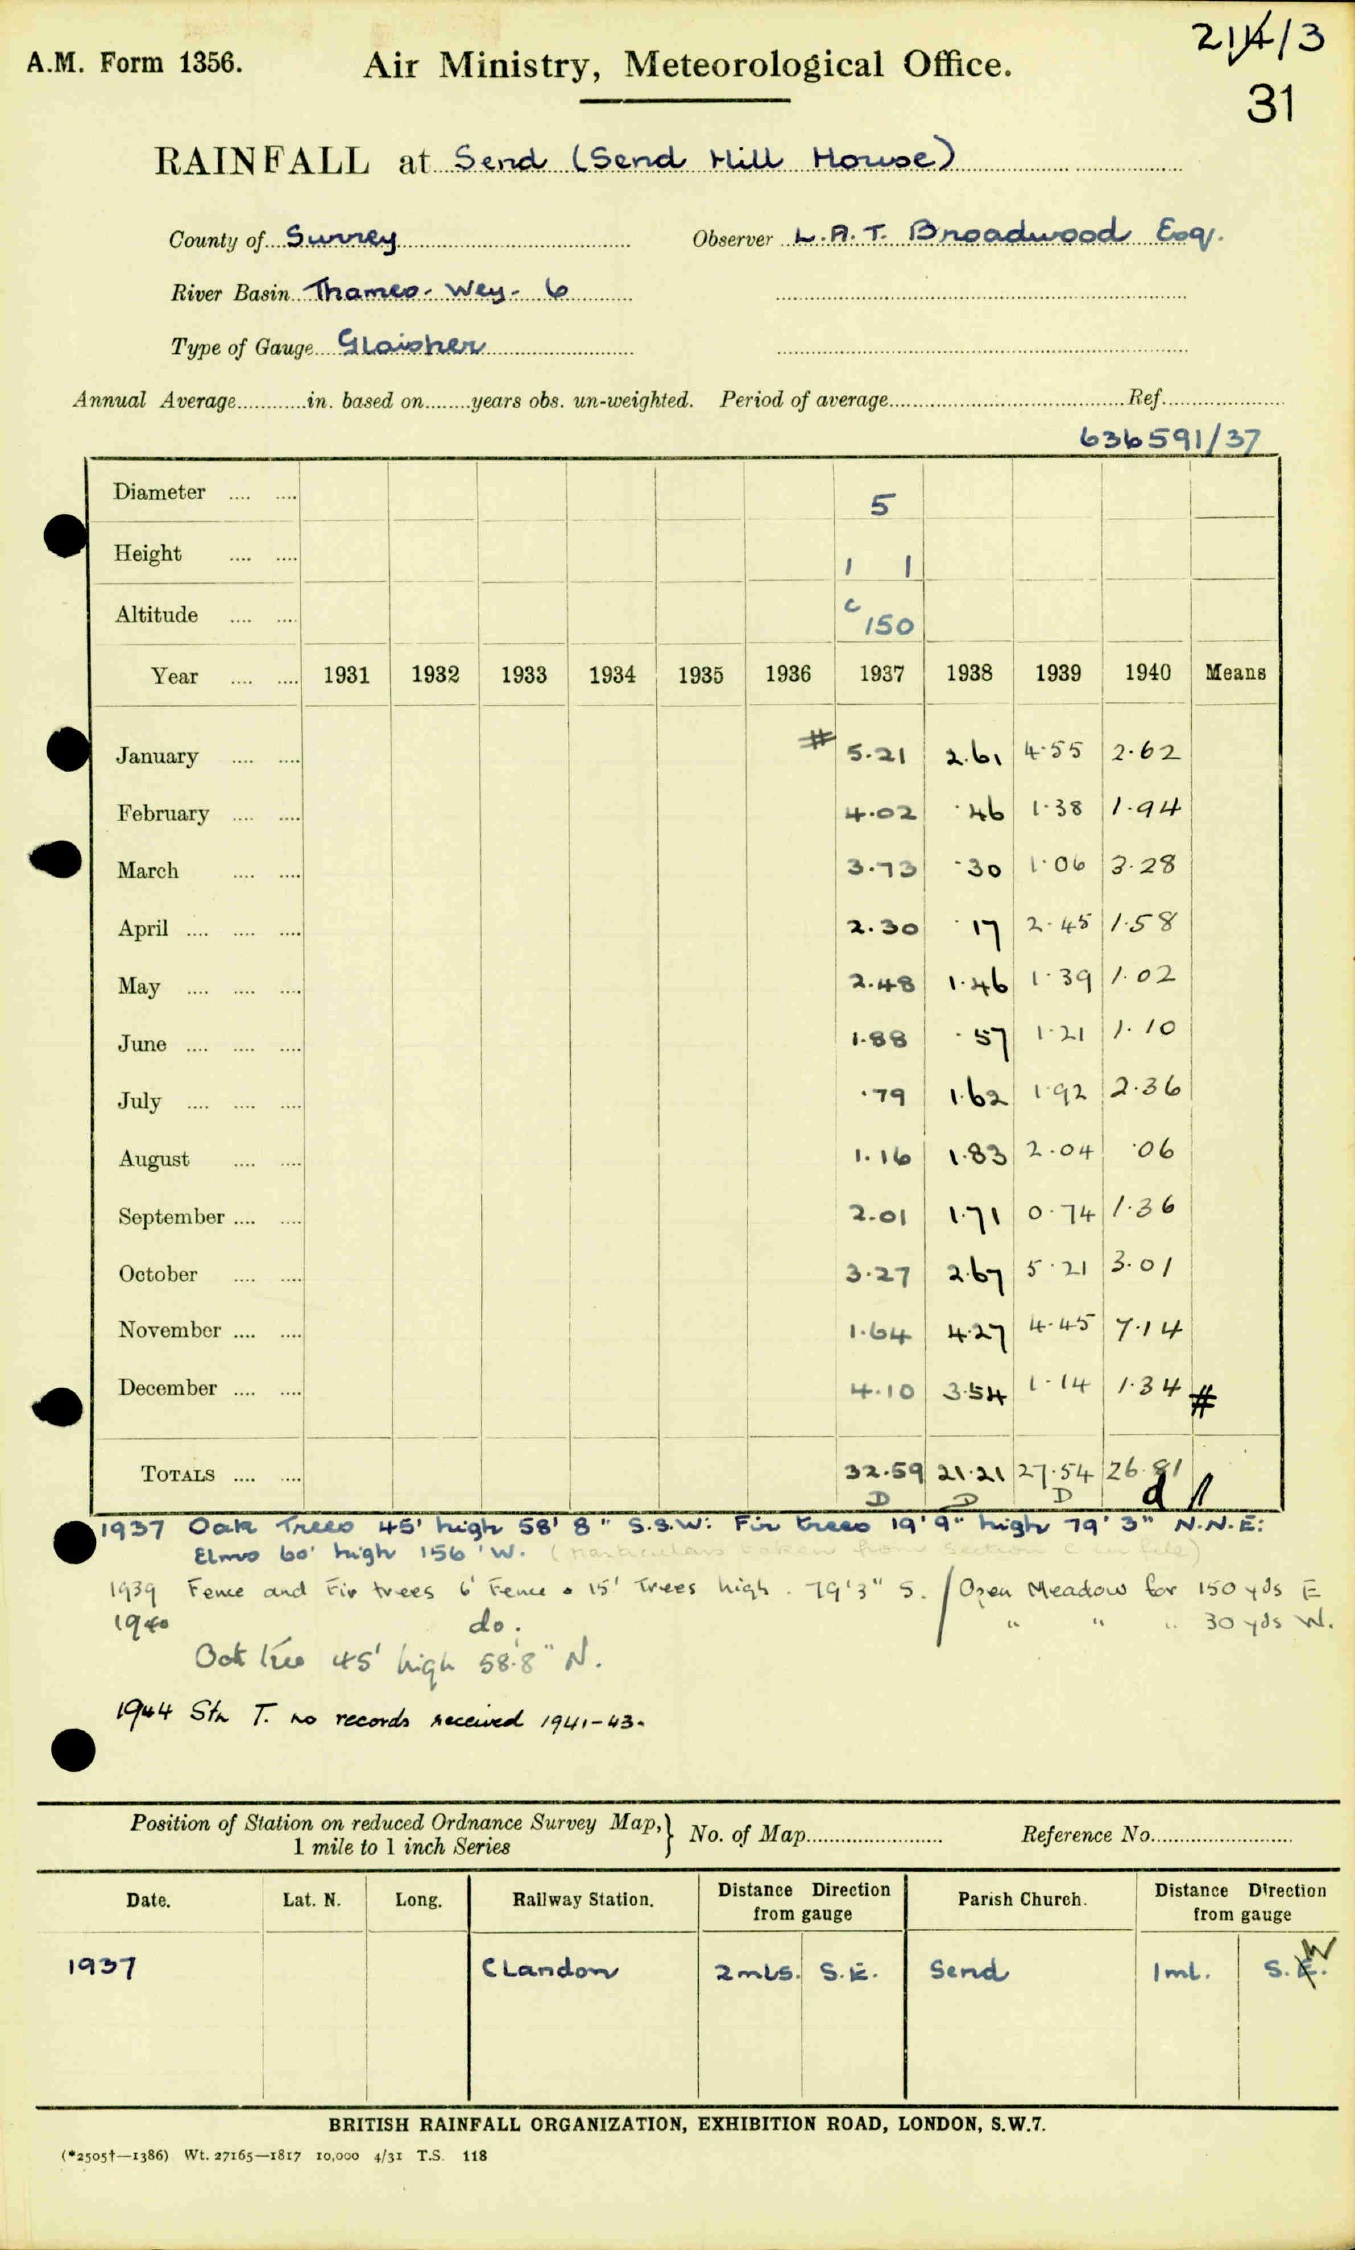 211/3
A.M. Form 1356.
Air Ministry, Meteorological Office.
31
RAINFALL at Send (Send Hill House)
County of Surrey Observer L.A.T. Broadwood Esq.
River Basin Thames - Wey - 6
Type of Gauge Glaisher
Annual Average............in. based on........years obs. un-weighted. Period of average.................... Ref....................
636591/37
Diameter .... .... 5
Height .... .... 1 1
Altitude .... .... c 150
Year .... .... 1931 1932 1933 1934 1935 1936 1937 1938 1939 1940 Means
January .... .... # 5.21 2.61 4.55 2.62
February .... .... 4.02 .46 1.38 1.94
March .... .... 3.73 .30 1.06 3.28
April .... .... .... 2.30 .17 2.45 1.58
May .... .... .... 2.48 1.46 1.39 1.02
June .... .... .... 1.88 .57 1.21 1.10
July .... .... .... .79 1.62 1.92 2.36
August .... .... 1.16 1.83 2.04 .06
September .... .... 2.01 1.71 0.74 1.36
October .... .... 3.27 2.67 5.21 3.01
November .... .... 1.64 4.27 4.45 7.14
December .... .... 4.10 3.54 1.14 1.34 #
TOTALS .... .... 32.59 21.21 27.54 26.81
D D D d
1937 Oak Trees 45' high 58' 8" S.S.W: Fir trees 19' 9" high 79' 3" N.N.E:
Elms 60' high 156' W. (Particulars taken from Section C in file)
1939 Fence and Fir trees 6' Fence & 15' Trees high. 79'3" S. / Open Meadow for 150 yds E
1940 do. " " " 30 yds W.
Oak tree 45' high 58'8" N.
1944 Stn T. no records received 1941-43.
Position of Station on reduced Ordnance Survey Map,} No. of Map........................ Reference No........................
1 mile to 1 inch Series
Date. Lat. N. Long. Railway Station. Distance Direction from gauge Parish Church. Distance Direction from gauge
1937 Clandon 2 mls. S.E. Send 1 ml. S.W
BRITISH RAINFALL ORGANIZATION, EXHIBITION ROAD, LONDON, S.W.7.
(*2505†—1386) Wt. 27165—1817 10,000 4/31 T.S. 118